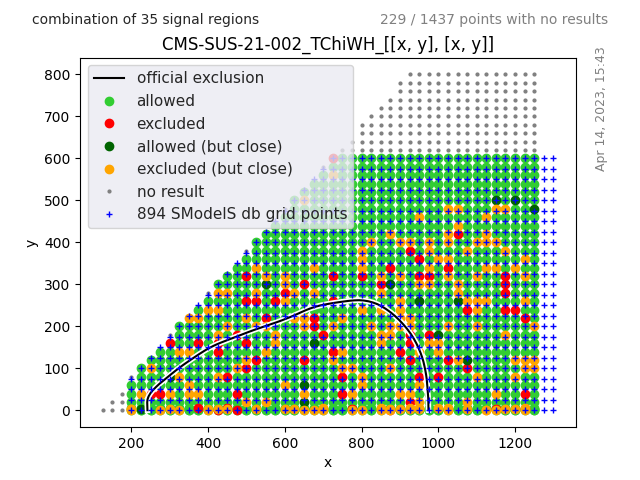 combination of 35 signal regions
229 / 1437 points with no results
CMS-SUS-21-002_TChiWH_[[x, y], [x, y]]
official exclusion
allowed
excluded
allowed (but close)
excluded (but close)
no result
894 SModelS db grid points
800
700
600
500
400
300
200
100
0
y
200
400
600
800
1000
1200
x
Apr 14, 2023, 15:43